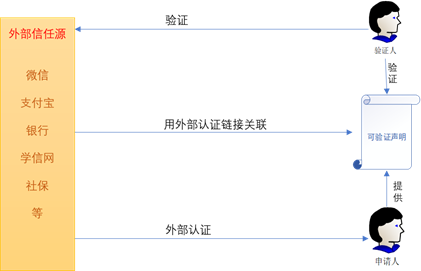 外部信任源
微信
支付宝
银行
学信网
社保
等
验证
验证人
验
证
用外部认证链接关联
可验证声明
提
供
外部认证
申请人